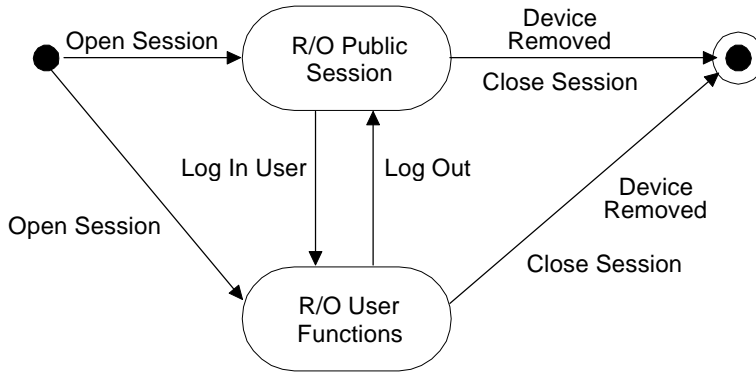 Open Session
R/O Public
Session
Device
Removed
Close Session
Log In User
Log Out
Open Session
Device
Removed
Close Session
R/O User
Functions